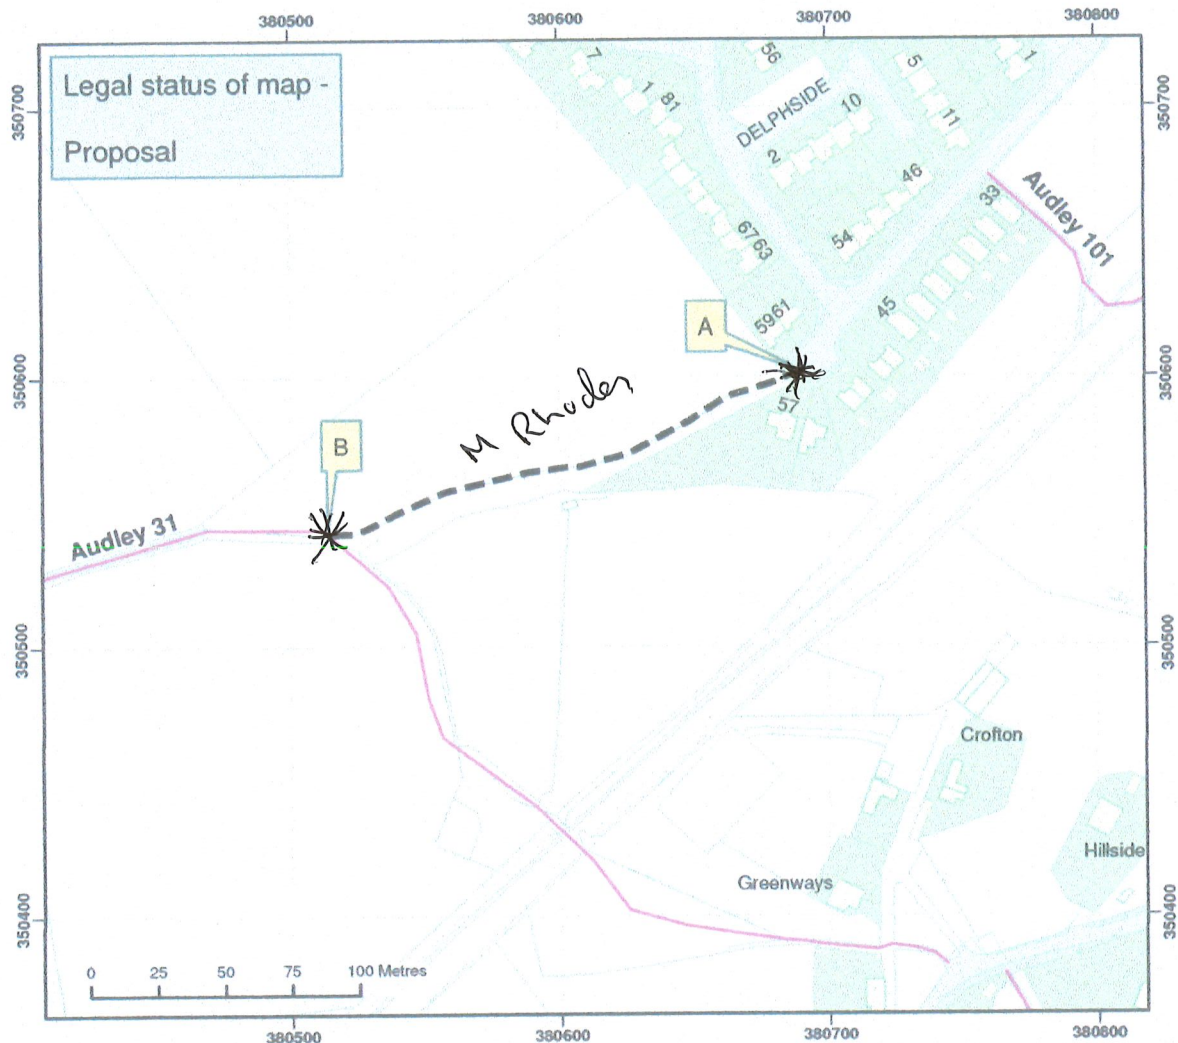 380500
380600
380700
380800
350700
350700
Legal status of map -
Proposal
7
1
81
56
5
1
DELPHSIDE
2
10
11
46
54
33
Audley 101
6763
45
5961
A
350600
350600
57
M Rhodes
B
Audley 31
350500
350500
Crofton
Hillside
Greenways
350400
350400
0 25 50 75 100 Metres
380500
380600
380700
380800